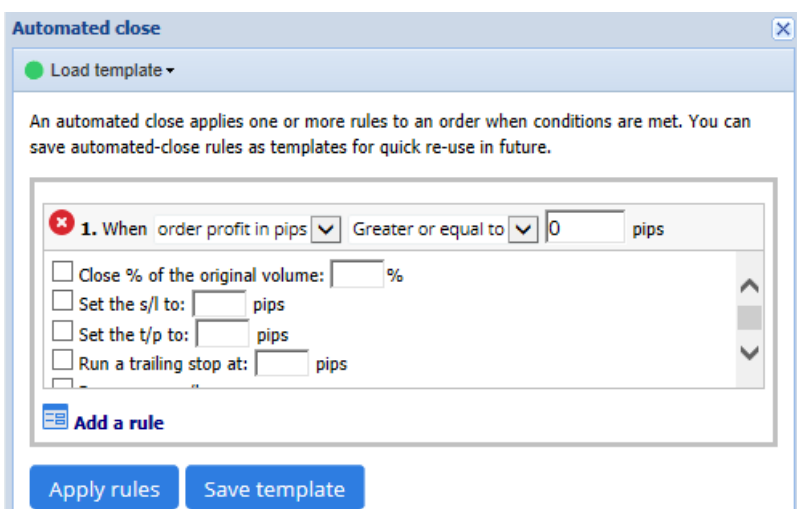 Automated close
Load template
An automated close applies one or more rules to an order when conditions are met. You can
save automated-close rules as templates for quick re-use in future.
1. When order profit in pips Greater or equal to 0 pips
Close % of the original volume: %
Set the s/l to: pips
Set the t/p to: pips
Run a trailing stop at: pips
Add a rule
Apply rules Save template